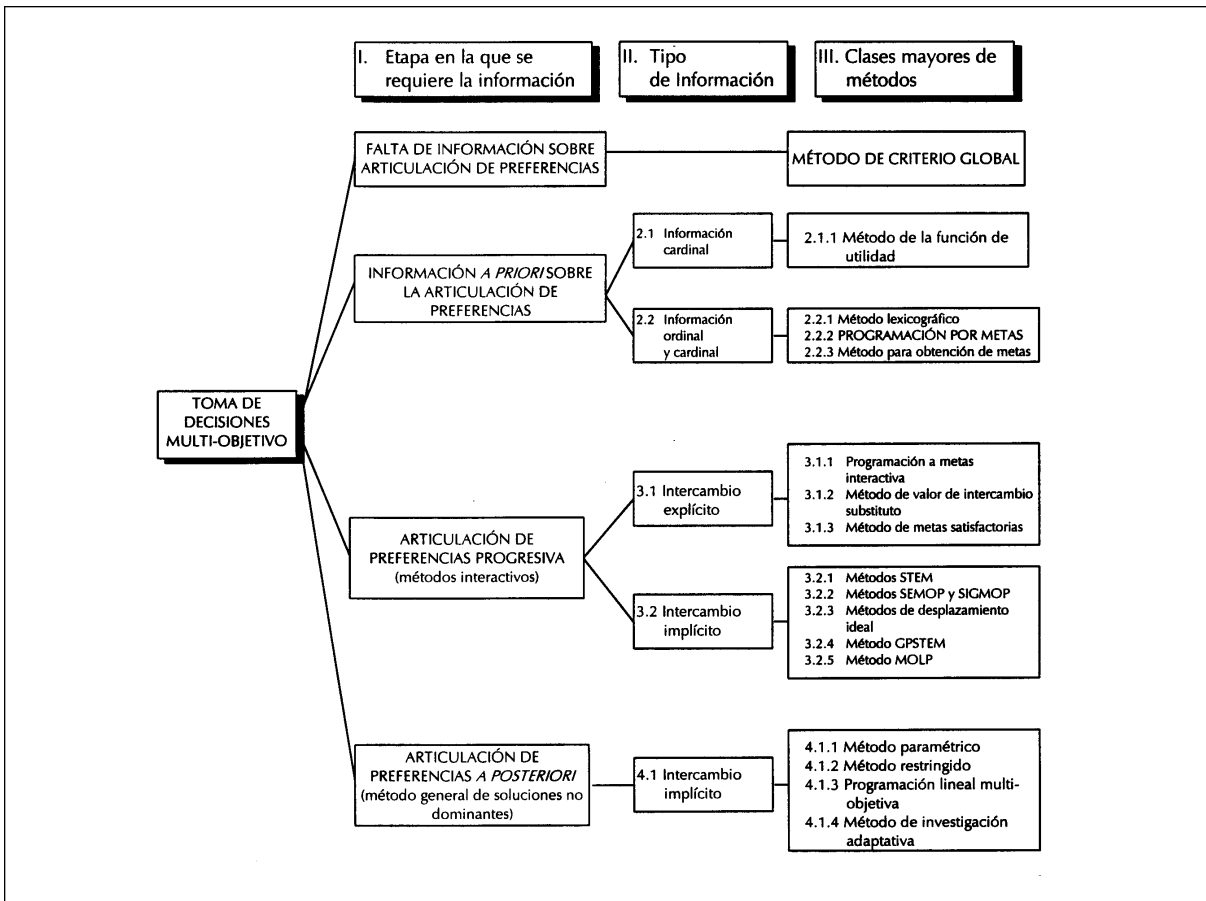 I. Etapa en la que se
requiere la información
II. Tipo
de Información
III. Clases mayores de
métodos
FALTA DE INFORMACIÓN SOBRE
ARTICULACIÓN DE PREFERENCIAS
MÉTODO DE CRITERIO GLOBAL
INFORMACIÓN A PRIORI SOBRE
LA ARTICULACIÓN DE
PREFERENCIAS
2.1 Información
cardinal
2.1.1 Método de la función de
utilidad
2.2 Información
ordinal
y cardinal
2.2.1 Método lexicográfico
2.2.2 PROGRAMACIÓN POR METAS
2.2.3 Método para obtención de metas
TOMA DE
DECISIONES
MULTI-OBJETIVO
ARTICULACIÓN DE
PREFERENCIAS PROGRESIVA
(métodos interactivos)
3.1 Intercambio
explícito
3.1.1 Programación a metas
interactiva
3.1.2 Método de valor de intercambio
substituto
3.1.3 Método de metas satisfactorias
3.2 Intercambio
implícito
3.2.1 Métodos STEM
3.2.2 Métodos SEMOP y SIGMOP
3.2.3 Métodos de desplazamiento
ideal
3.2.4 Método GPSTEM
3.2.5 Método MOLP
ARTICULACIÓN DE
PREFERENCIAS A POSTERIORI
(método general de soluciones no
dominantes)
4.1 Intercambio
implícito
4.1.1 Método paramétrico
4.1.2 Método restringido
4.1.3 Programación lineal multi-
objetiva
4.1.4 Método de investigación
adaptativa